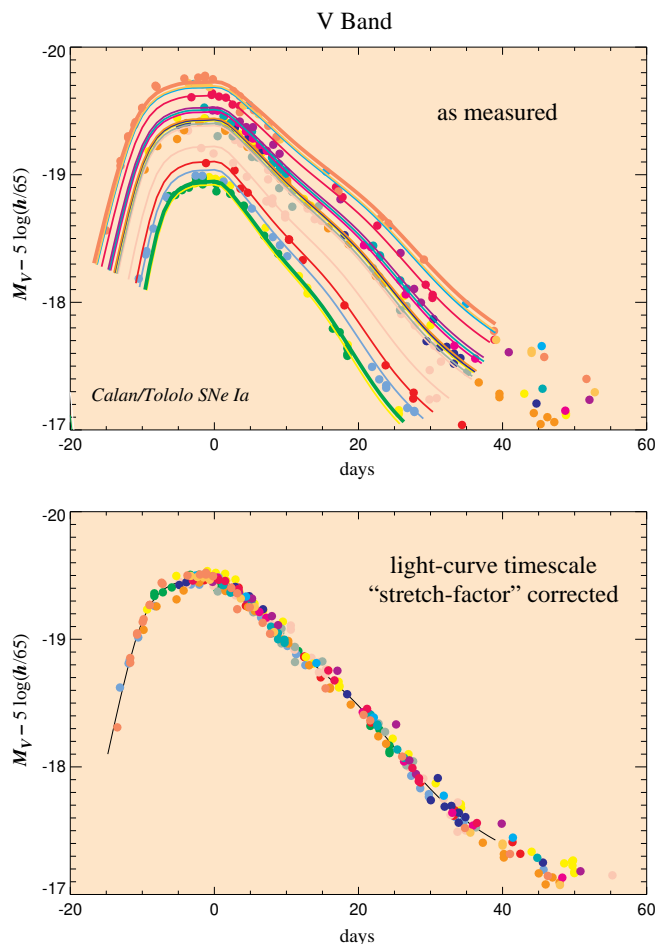 V Band
-20
-19
-18
-17
M_V – 5 log(h/65)
as measured
Calan/Tololo SNe Ia
-20 0 20 40 60
days
-20
-19
-18
-17
M_V – 5 log(h/65)
light-curve timescale
“stretch-factor” corrected
-20 0 20 40 60
days